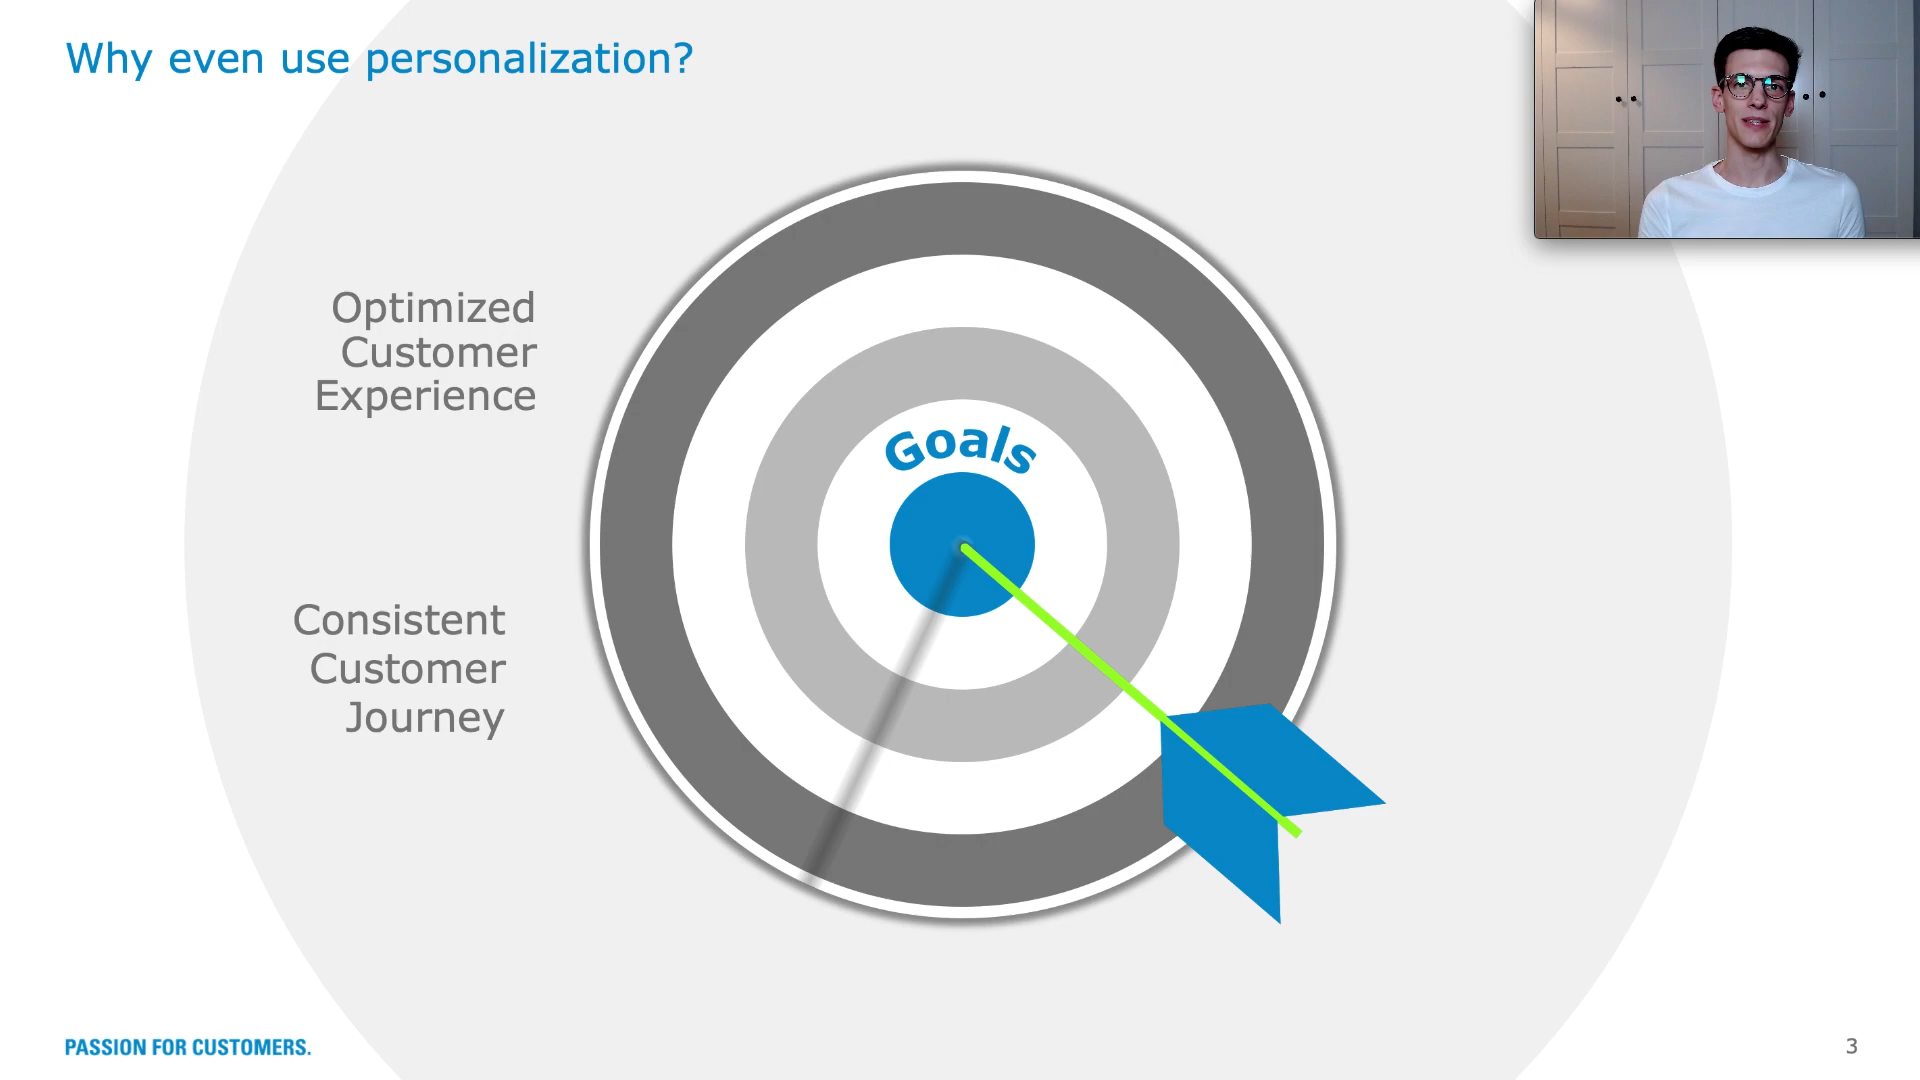 Why even use personalization?
Optimized
Customer
Experience
Goals
Consistent
Customer
Journey
PASSION FOR CUSTOMERS.
3